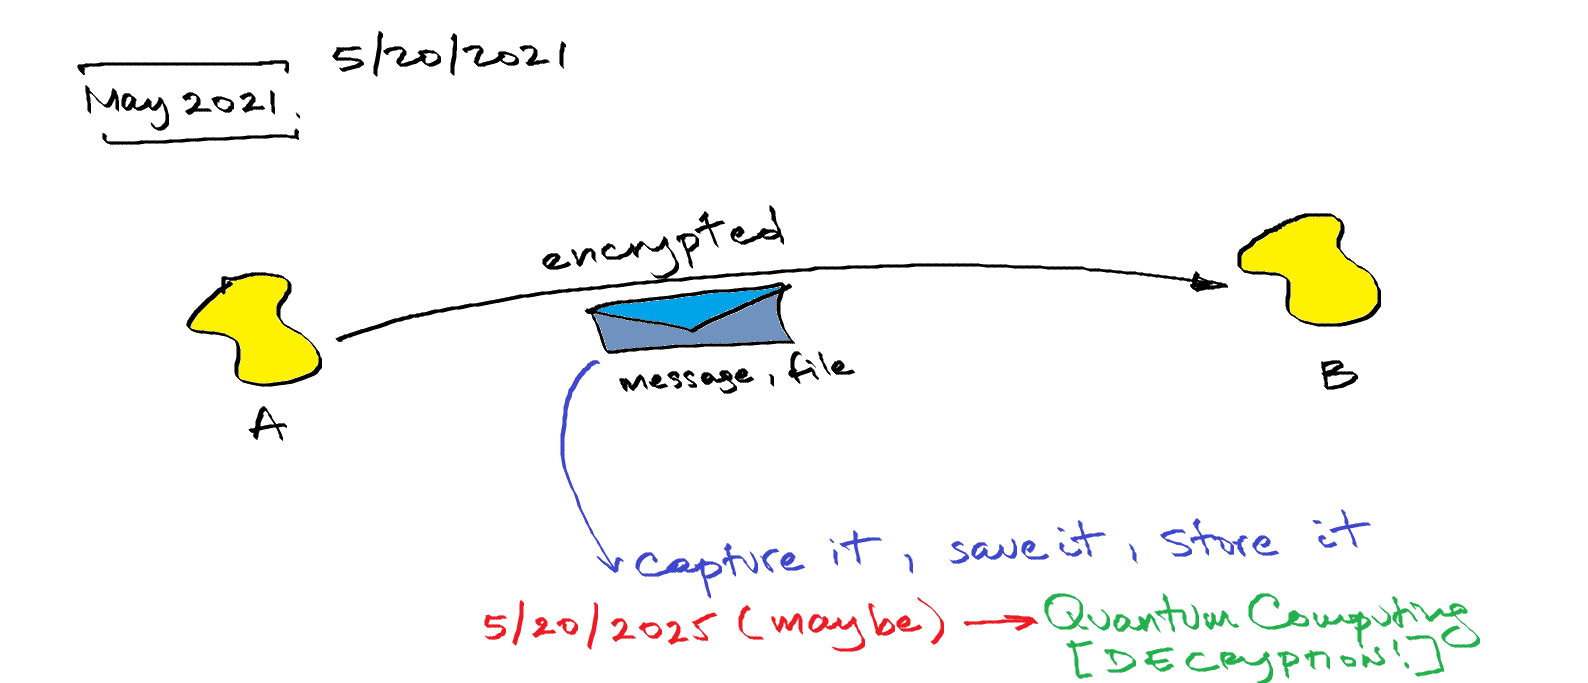 5/20/2021
May 2021.
encrypted
message, file
A
B
capture it, save it, store it
5/20/2025 (maybe) → Quantum Computing
[DECRYPTION!]